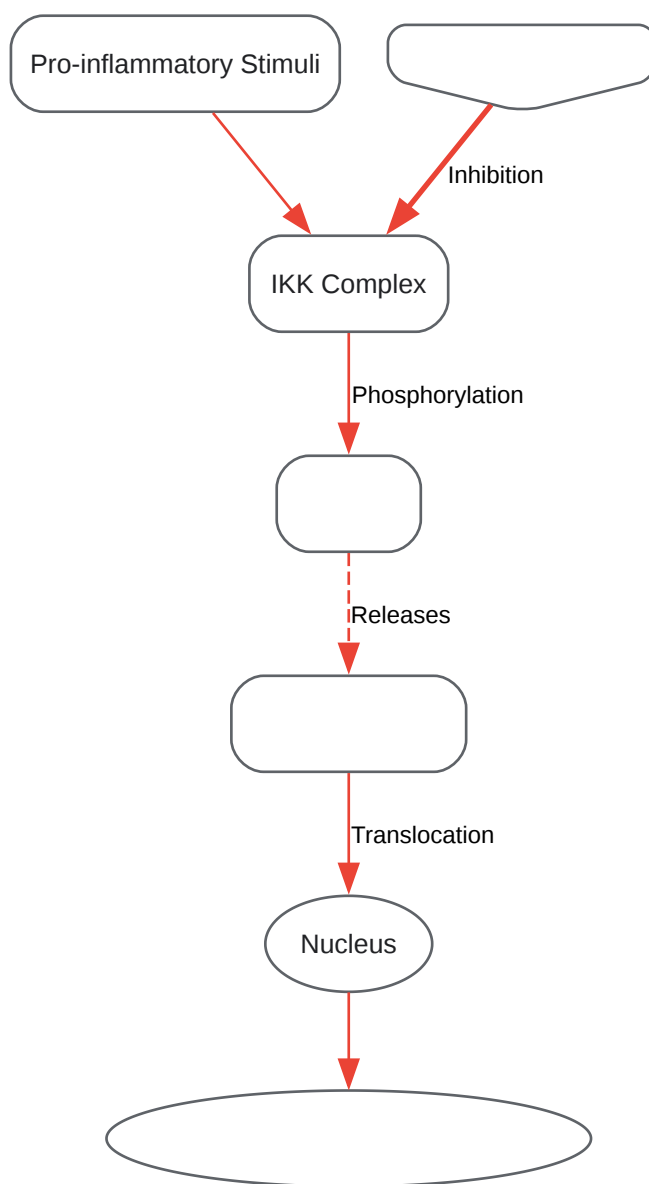 Pro-inflammatory Stimuli
Inhibition
IKK Complex
Phosphorylation
Releases
Translocation
Nucleus